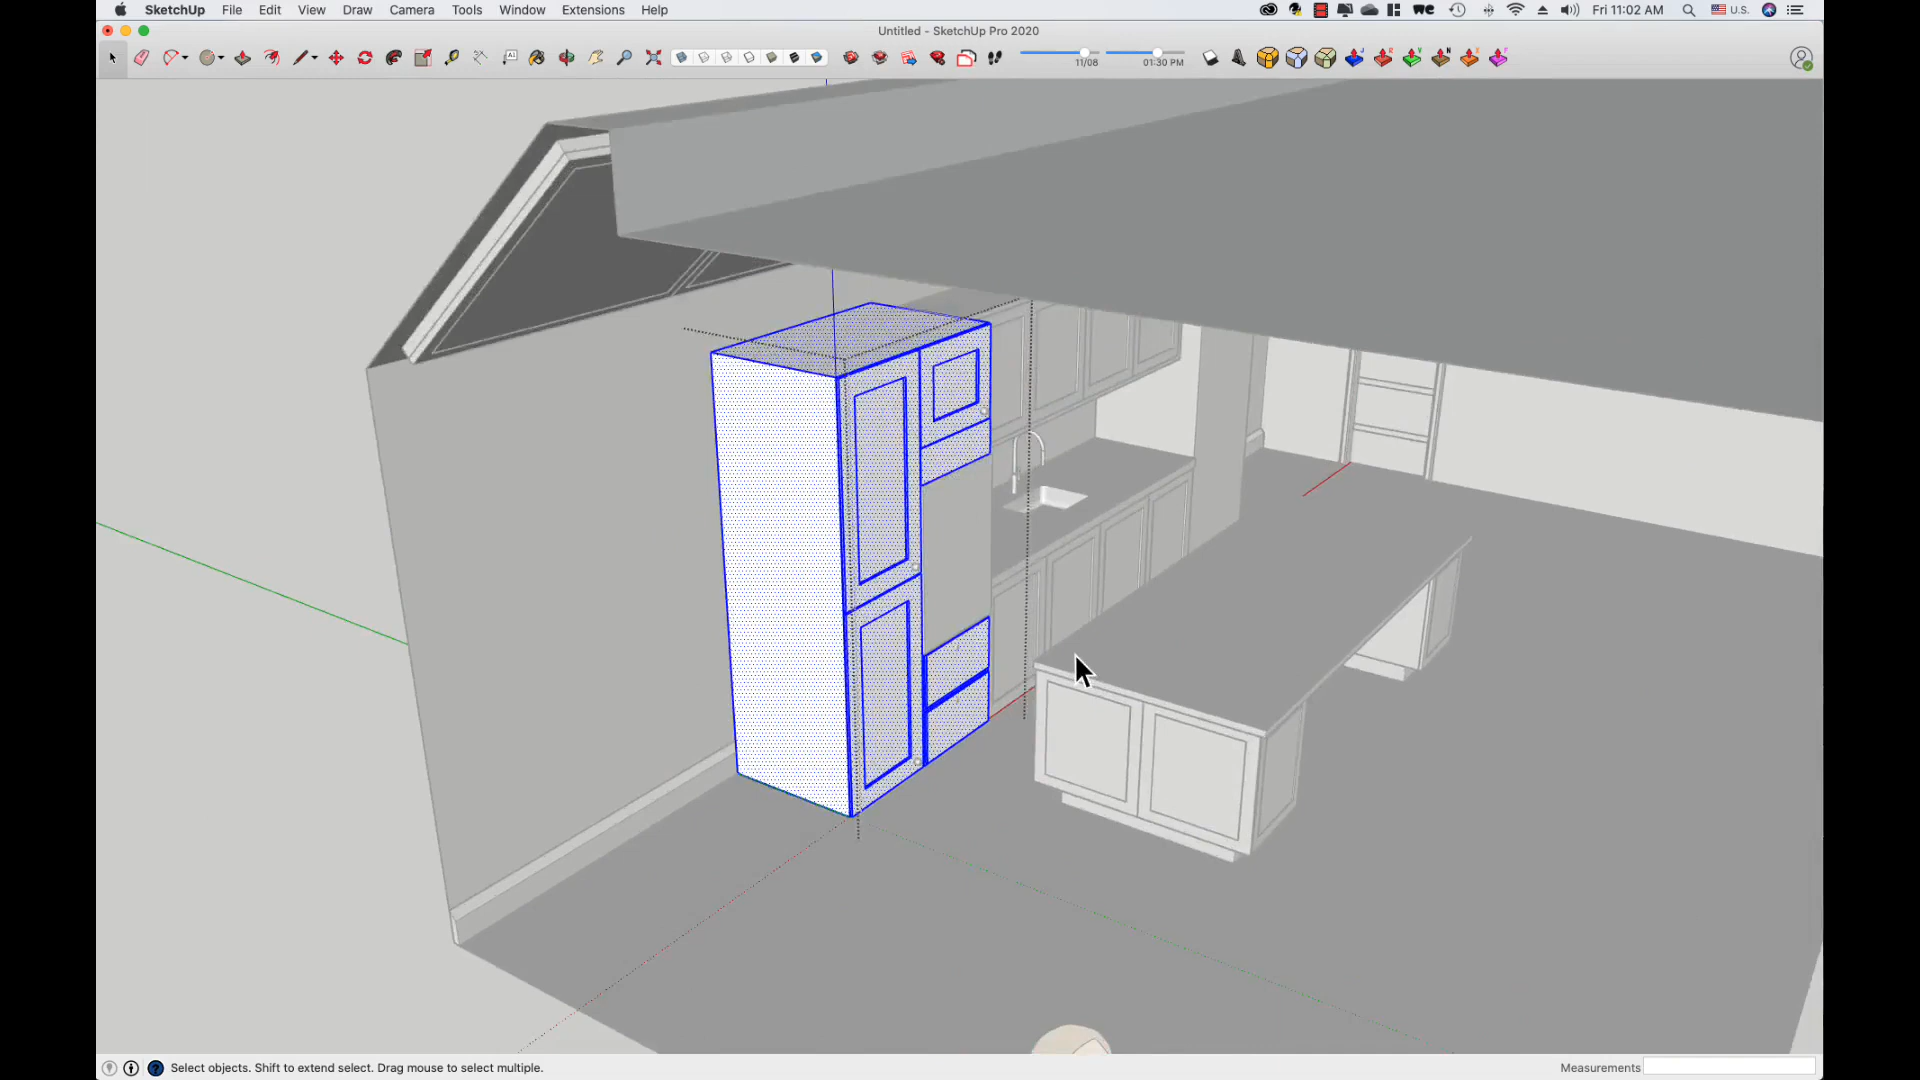 SketchUp File Edit View Draw Camera Tools Window Extensions Help
U.S. Fri 11:02 AM
Untitled - SketchUp Pro 2020
11/08 01:30 PM
Select objects. Shift to extend select. Drag mouse to select multiple.
Measurements